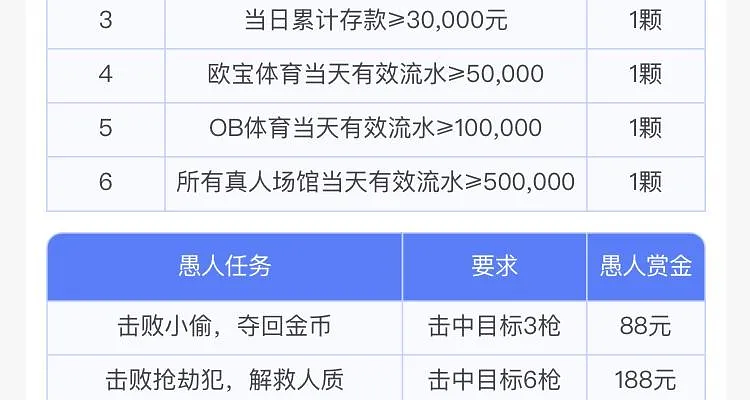 3 当日累计存款≥30,000元 1颗
4 欧宝体育当天有效流水≥50,000 1颗
5 OB体育当天有效流水≥100,000 1颗
6 所有真人场馆当天有效流水≥500,000 1颗
愚人任务 要求 愚人赏金
击败小偷，夺回金币 击中目标3枪 88元
击败抢劫犯，解救人质 击中目标6枪 188元